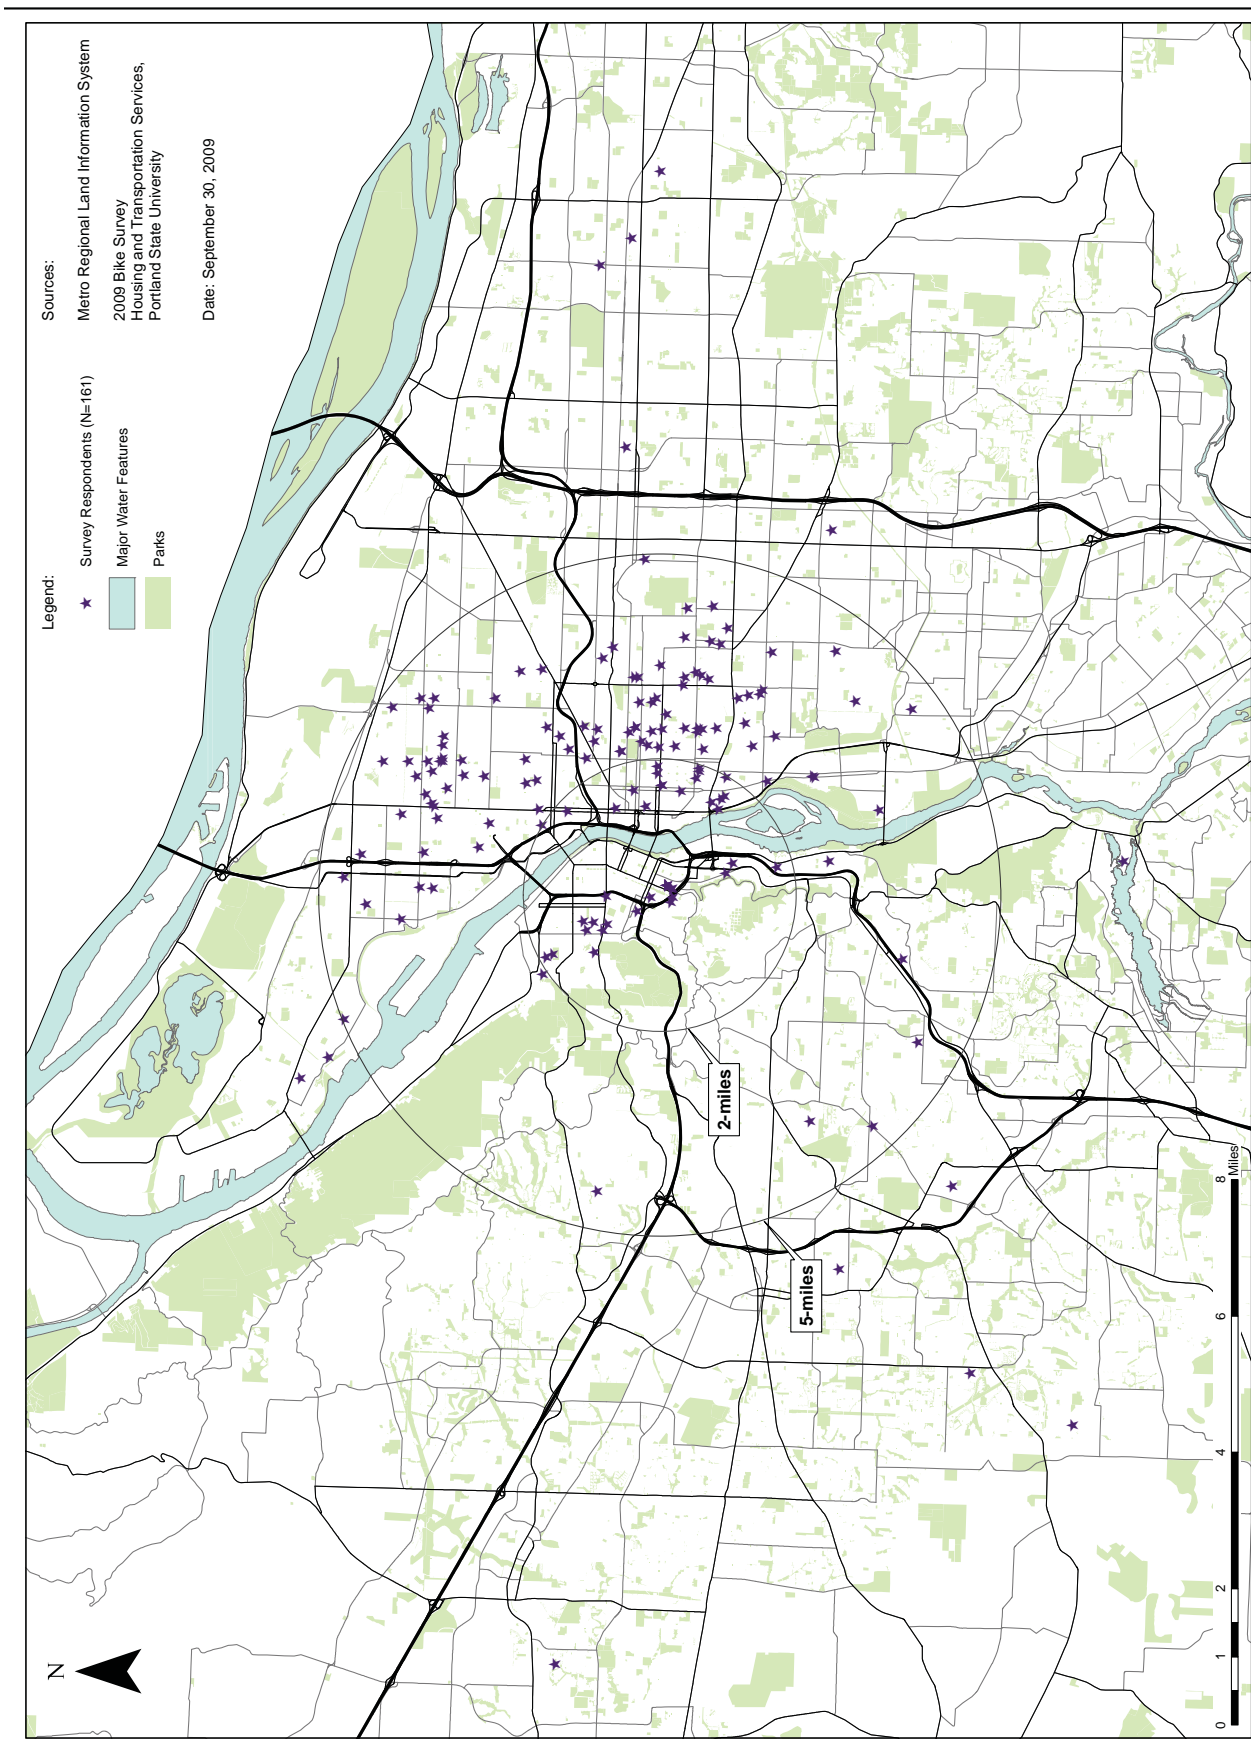 Legend:
Survey Respondents (N=161)
Major Water Features
Parks
Sources:
Metro Regional Land Information System
2009 Bike Survey
Housing and Transportation Services,
Portland State University
Date: September 30, 2009
N
2-miles
5-miles
0 1 2 4 6 8
Miles